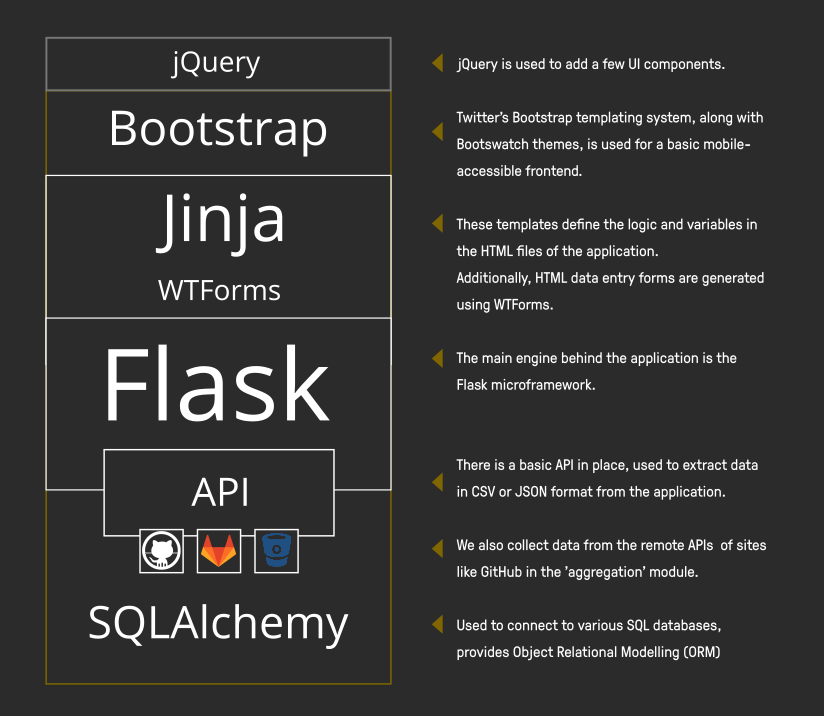 jQuery
jQuery is used to add a few UI components.
Bootstrap
Twitter's Bootstrap templating system, along with
Bootswatch themes, is used for a basic mobile-
accessible frontend.
Jinja
WTForms
These templates define the logic and variables in
the HTML files of the application.
Additionally, HTML data entry forms are generated
using WTForms.
Flask
The main engine behind the application is the
Flask microframework.
API
There is a basic API in place, used to extract data
in CSV or JSON format from the application.
We also collect data from the remote APIs  of sites
like GitHub in the 'aggregation' module.
SQLAlchemy
Used to connect to various SQL databases,
provides Object Relational Modelling (ORM)